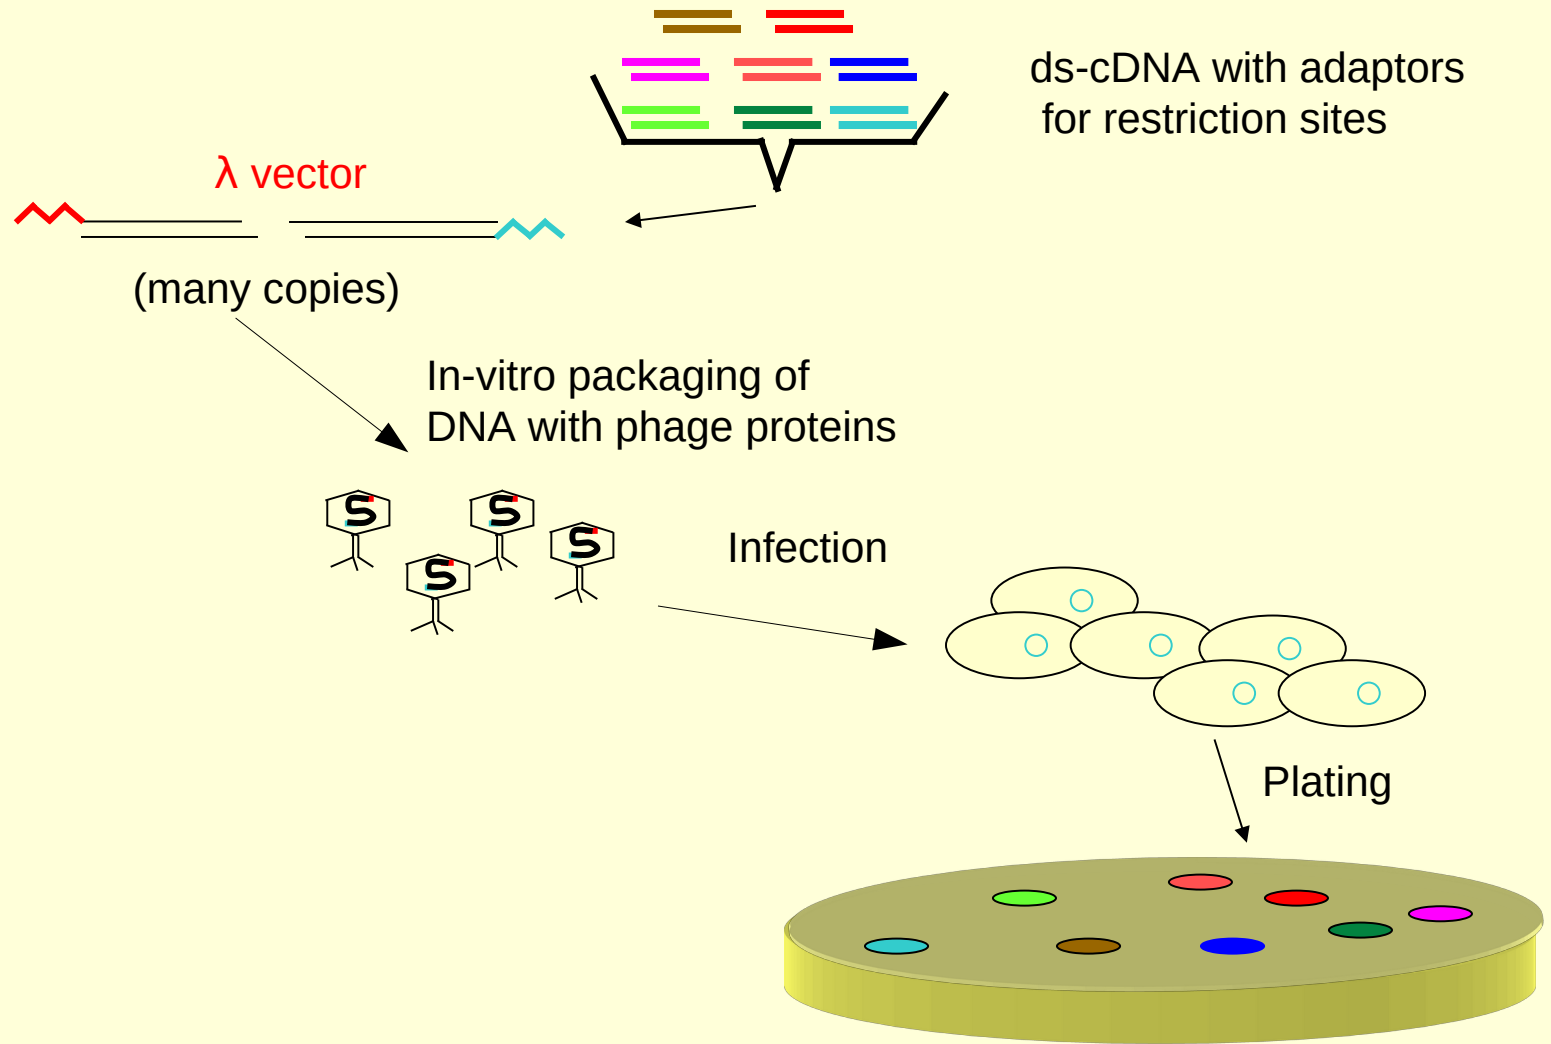 ds-cDNA with adaptors
for restriction sites
λ vector
(many copies)
In-vitro packaging of
DNA with phage proteins
Infection
Plating